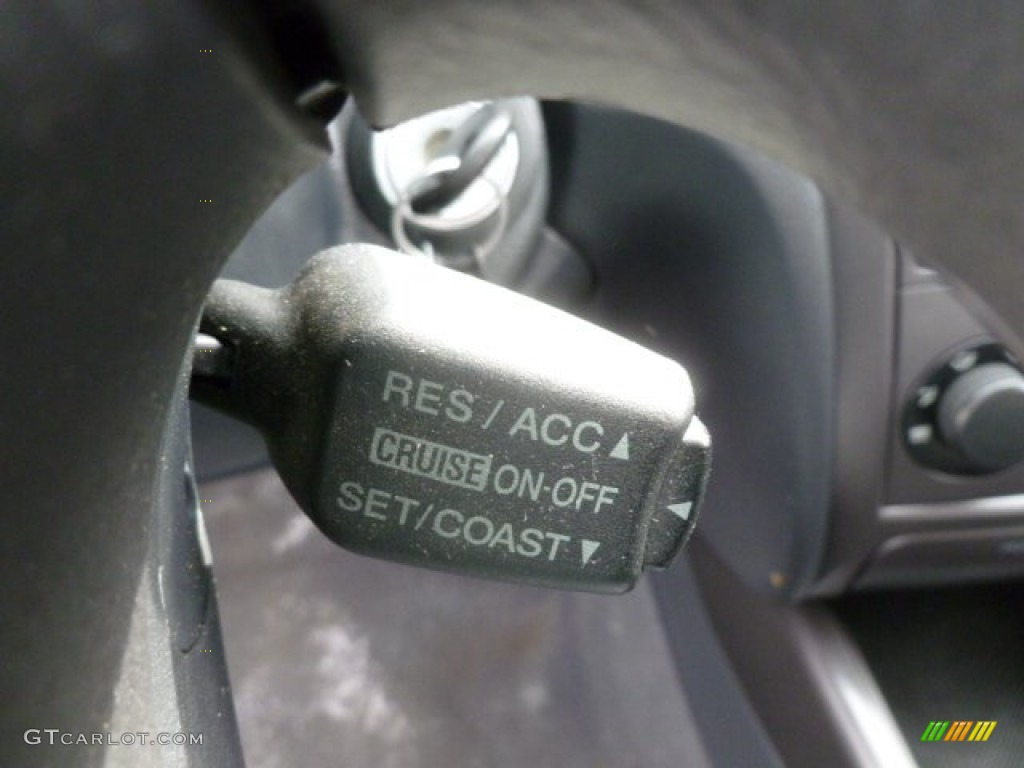 RES/ACC▲
CRUISE ON-OFF ◀
SET/COAST▼
GTCARLOT.COM